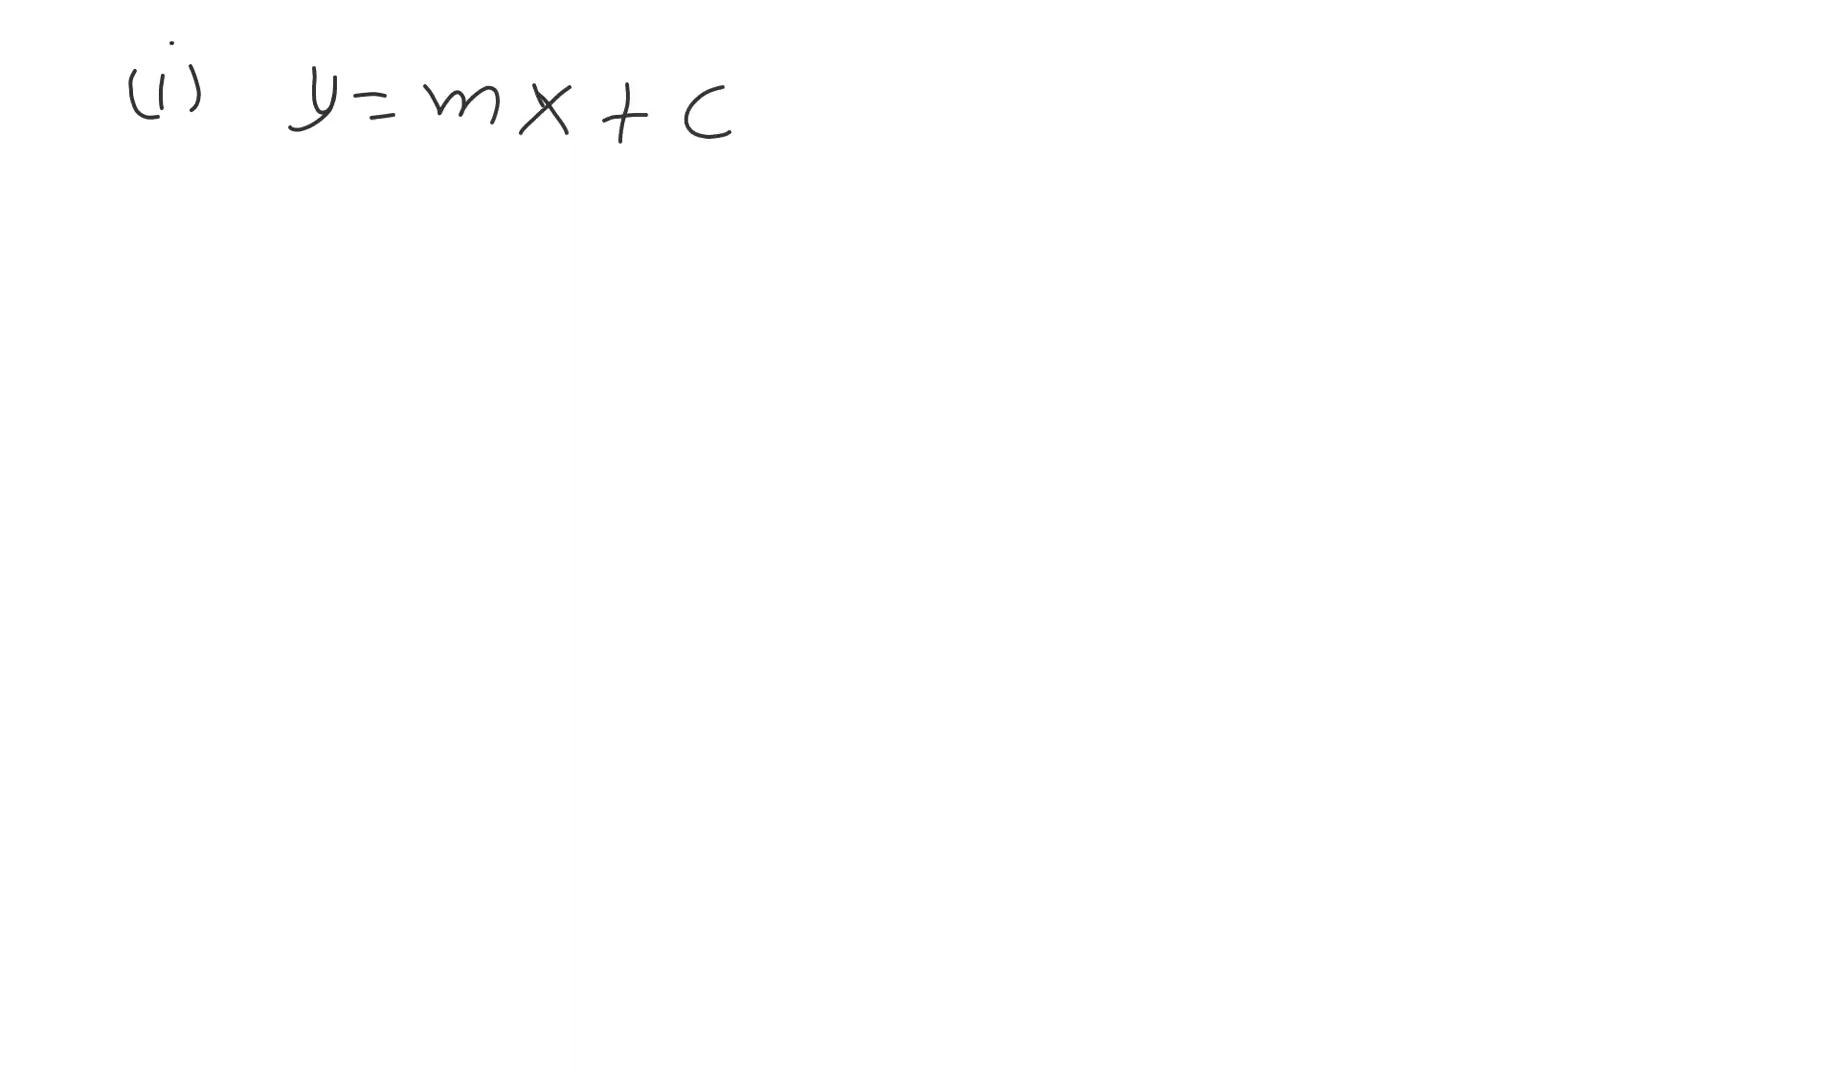 (i) y = mx + c